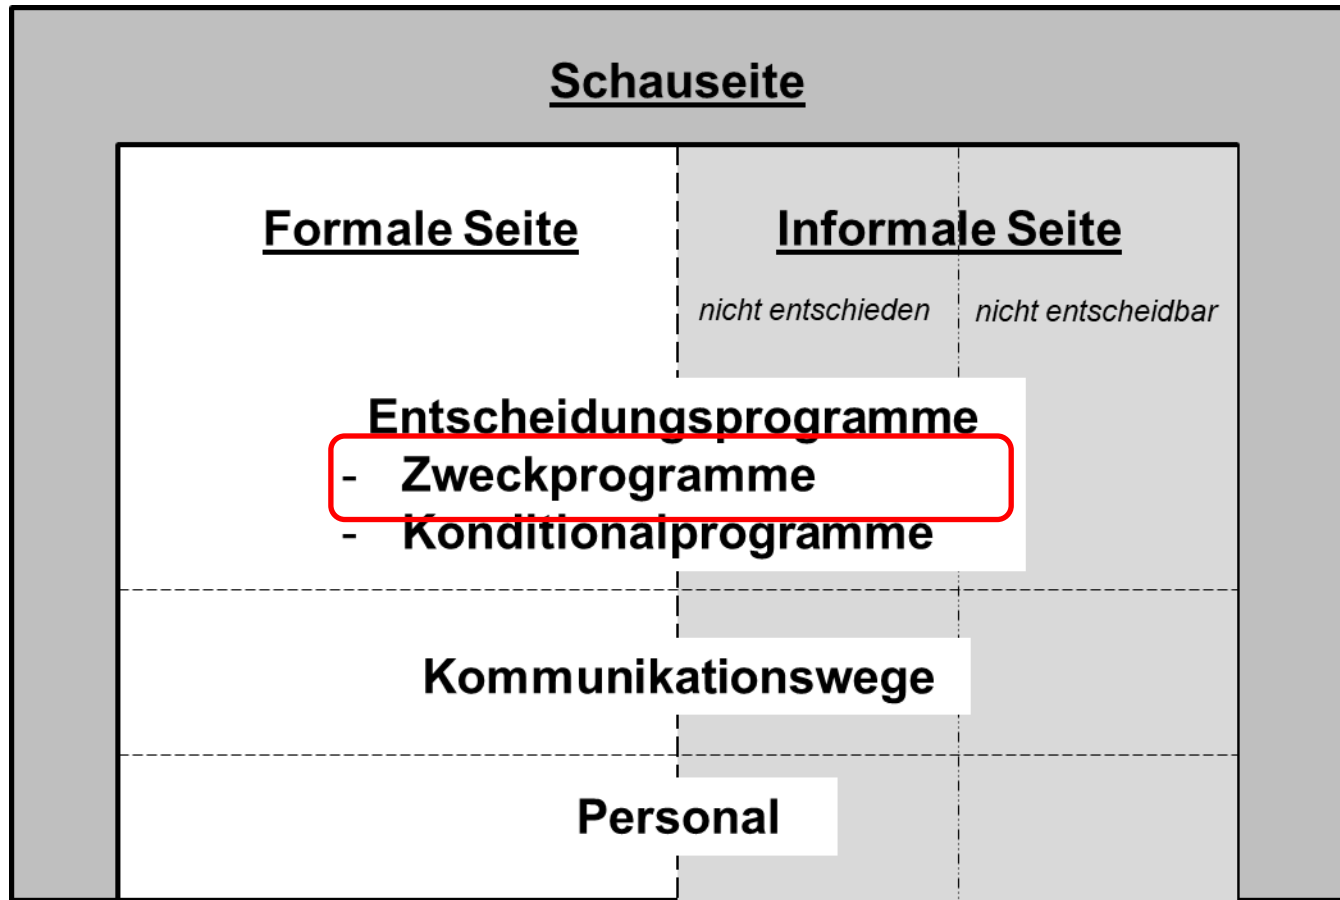 Schauseite
Formale Seite
Informale Seite
nicht entschieden
nicht entscheidbar
Entscheidungsprogramme
- Zweckprogramme
- Konditionalprogramme
Kommunikationswege
Personal